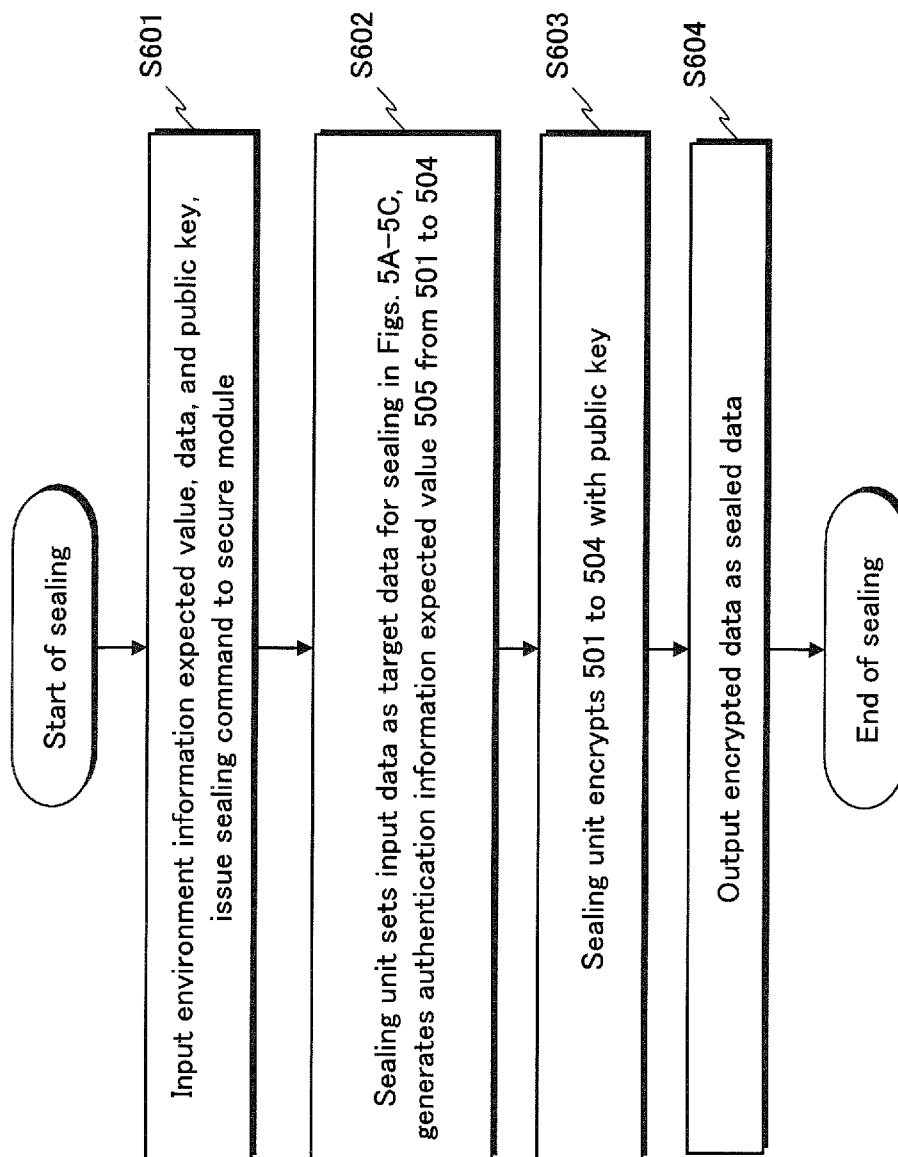 Start of sealing
S601
Input environment information expected value, data, and public key,
issue sealing command to secure module
S602
Sealing unit sets input data as target data for sealing in Figs. 5A-5C,
generates authentication information expected value 505 from 501 to 504
S603
Sealing unit encrypts 501 to 504 with public key
S604
Output encrypted data as sealed data
End of sealing